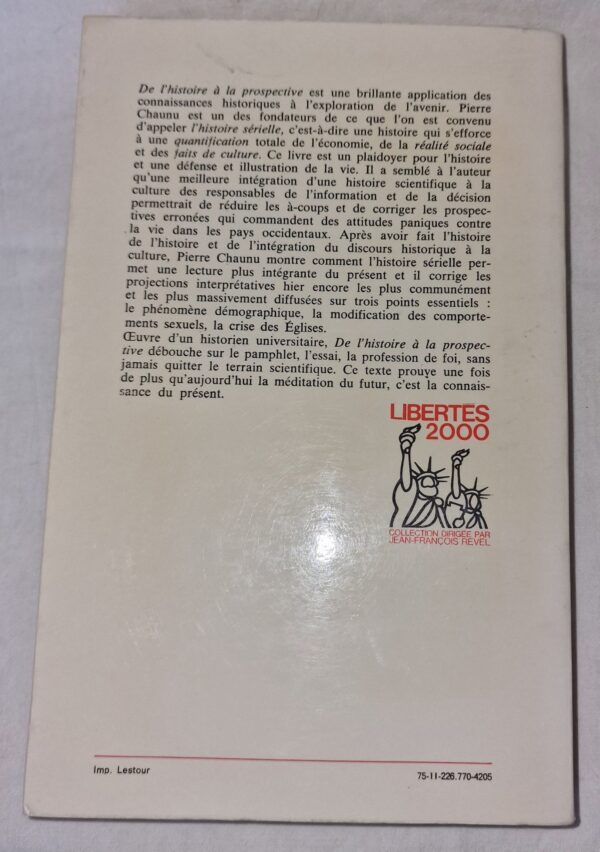 De l'histoire à la prospective est une brillante application des
connaissances historiques à l'exploration de l'avenir. Pierre
Chaunu est un des fondateurs de ce que l'on est convenu
d'appeler l'histoire sérielle, c'est-à-dire une histoire qui s'efforce
à une quantification totale de l'économie, de la réalité sociale
et des faits de culture. Ce livre est un plaidoyer pour l'histoire
et une défense et illustration de la vie. Il a semblé à l'auteur
qu'une meilleure intégration d'une histoire scientifique à la
culture des responsables de l'information et de la décision
permettrait de réduire les à-coups et de corriger les prospec-
tives erronées qui commandent des attitudes paniques contre
la vie dans les pays occidentaux. Après avoir fait l'histoire
de l'histoire et de l'intégration du discours historique à la
culture, Pierre Chaunu montre comment l'histoire sérielle per-
met une lecture plus intégrante du présent et il corrige les
projections interprétatives hier encore les plus communément
et les plus massivement diffusées sur trois points essentiels :
le phénomène démographique, la modification des comporte-
ments sexuels, la crise des Églises.
Œuvre d'un historien universitaire, De l'histoire à la prospec-
tive débouche sur le pamphlet, l'essai, la profession de foi, sans
jamais quitter le terrain scientifique. Ce texte prouve une fois
de plus qu'aujourd'hui la méditation du futur, c'est la connais-
sance du présent.
LIBERTÉS
2000
COLLECTION DIRIGÉE PAR
JEAN-FRANÇOIS REVEL
Imp. Lestour
75-11-226.770-4205